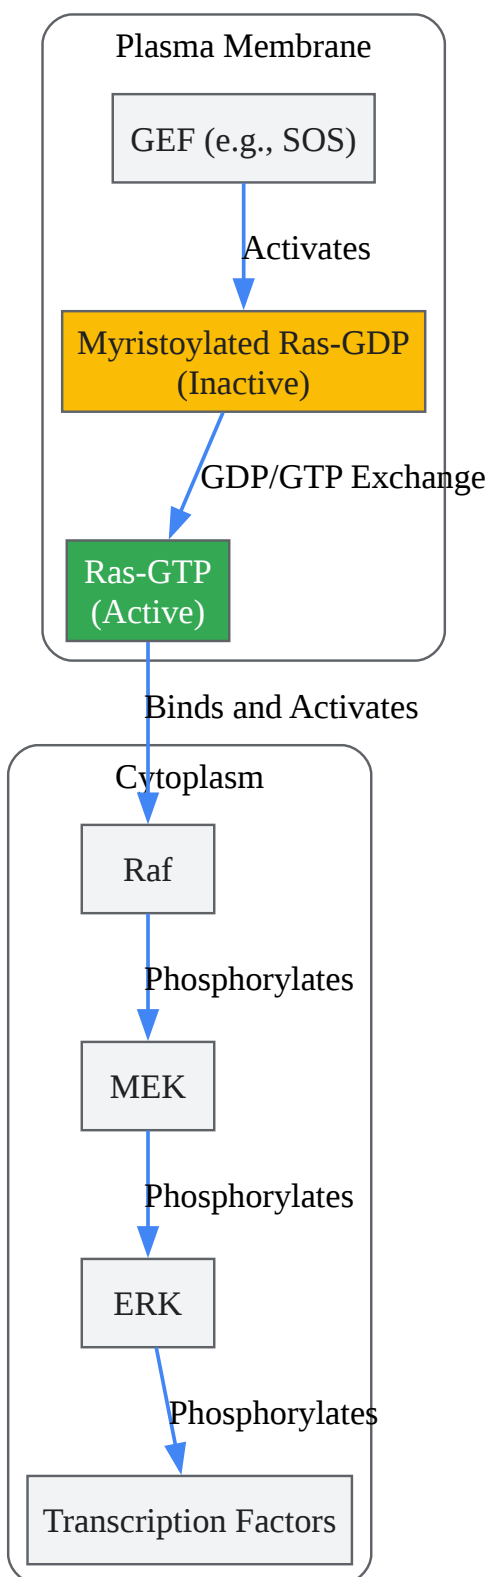 Plasma Membrane
GEF (e.g., SOS)
Activates
Myristoylated Ras-GDP
(Inactive)
GDP/GTP Exchange
Ras-GTP
(Active)
Binds and Activates
Cytoplasm
Raf
Phosphorylates
MEK
Phosphorylates
ERK
Phosphorylates
Transcription Factors